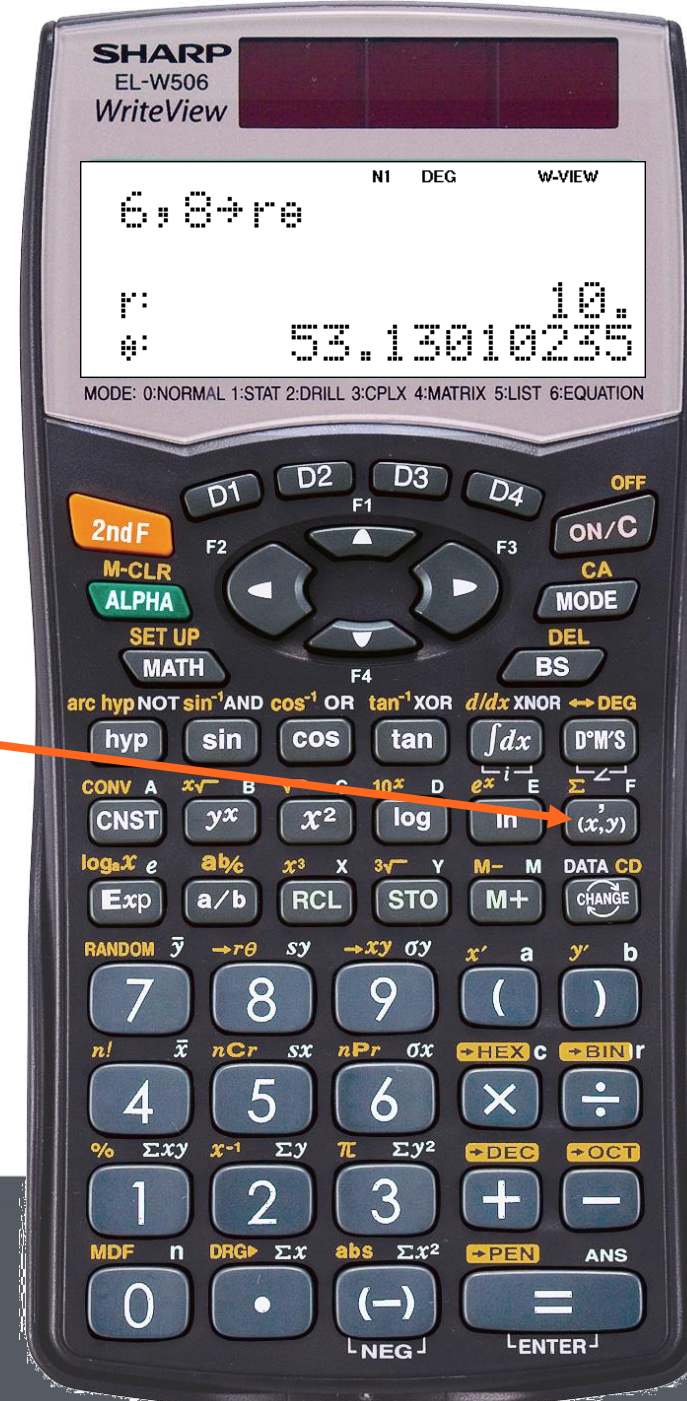 SHARP
EL-W506
WriteView
N1 DEG W-VIEW
6,8→rθ
r: 10.
θ: 53.13010235
MODE: 0:NORMAL 1:STAT 2:DRILL 3:CPLX 4:MATRIX 5:LIST 6:EQUATION
D1 D2 D3 D4 OFF
2ndF F2 F1 F3 ON/C
M-CLR CA
ALPHA MODE
SET UP DEL
MATH F4 BS
arc hyp NOT sin⁻¹ AND cos⁻¹ OR tan⁻¹ XOR d/dx XNOR ↔DEG
hyp sin cos tan ∫dx D°M'S
└i┘ └∠┘
CONV A ˣ√ B 10ˣ D eˣ E Σ F
CNST yˣ x² log ln , (x,y)
logₐx e ab/c x³ X ³√ Y M− M DATA CD
Exp a/b RCL STO M+ CHANGE
RANDOM ȳ →rθ sy →xy σy x′ a y′ b
7 8 9 ( )
n! x̄ nCr sx nPr σx →HEX C →BIN r
4 5 6 × ÷
% Σxy x⁻¹ Σy π Σy² →DEC →OCT
1 2 3 + −
MDF n DRG▶ Σx abs Σx² →PEN ANS
0 • (−) =
└NEG┘ └ENTER┘